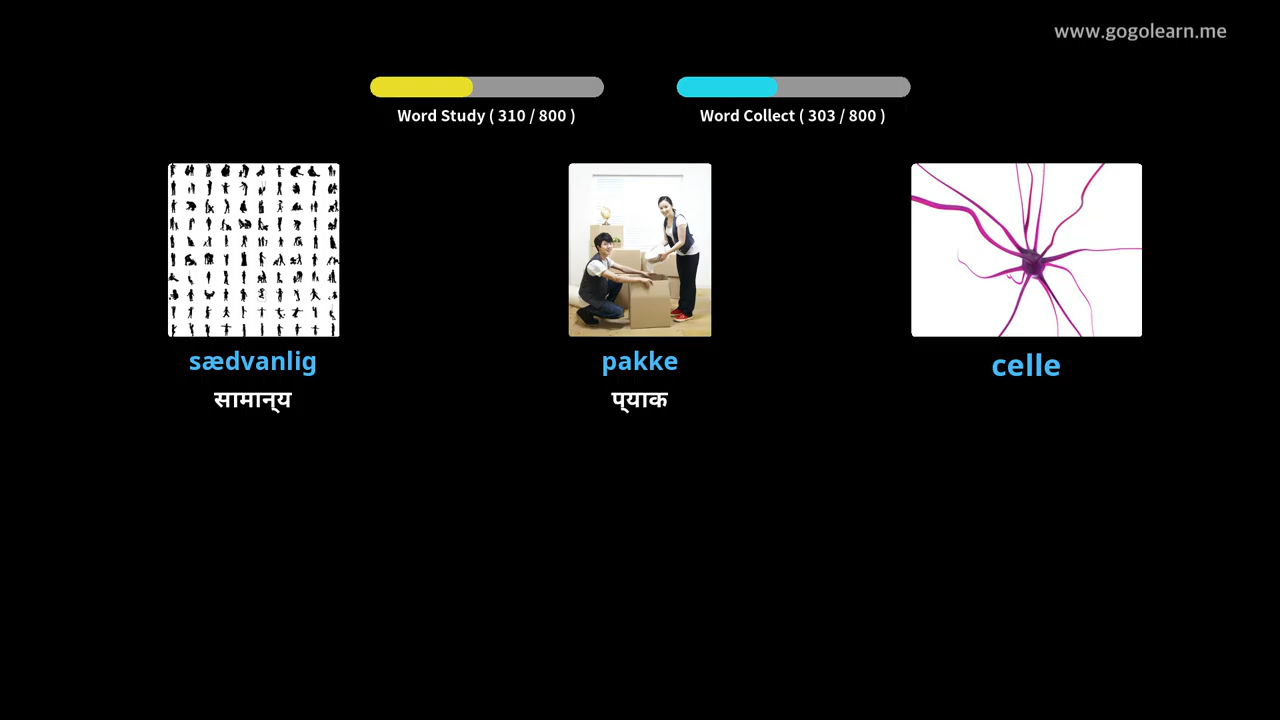 www.gogolearn.me
Word Study ( 310 / 800 )
Word Collect ( 303 / 800 )
sædvanlig
pakke
celle
सामान्य
प्याक